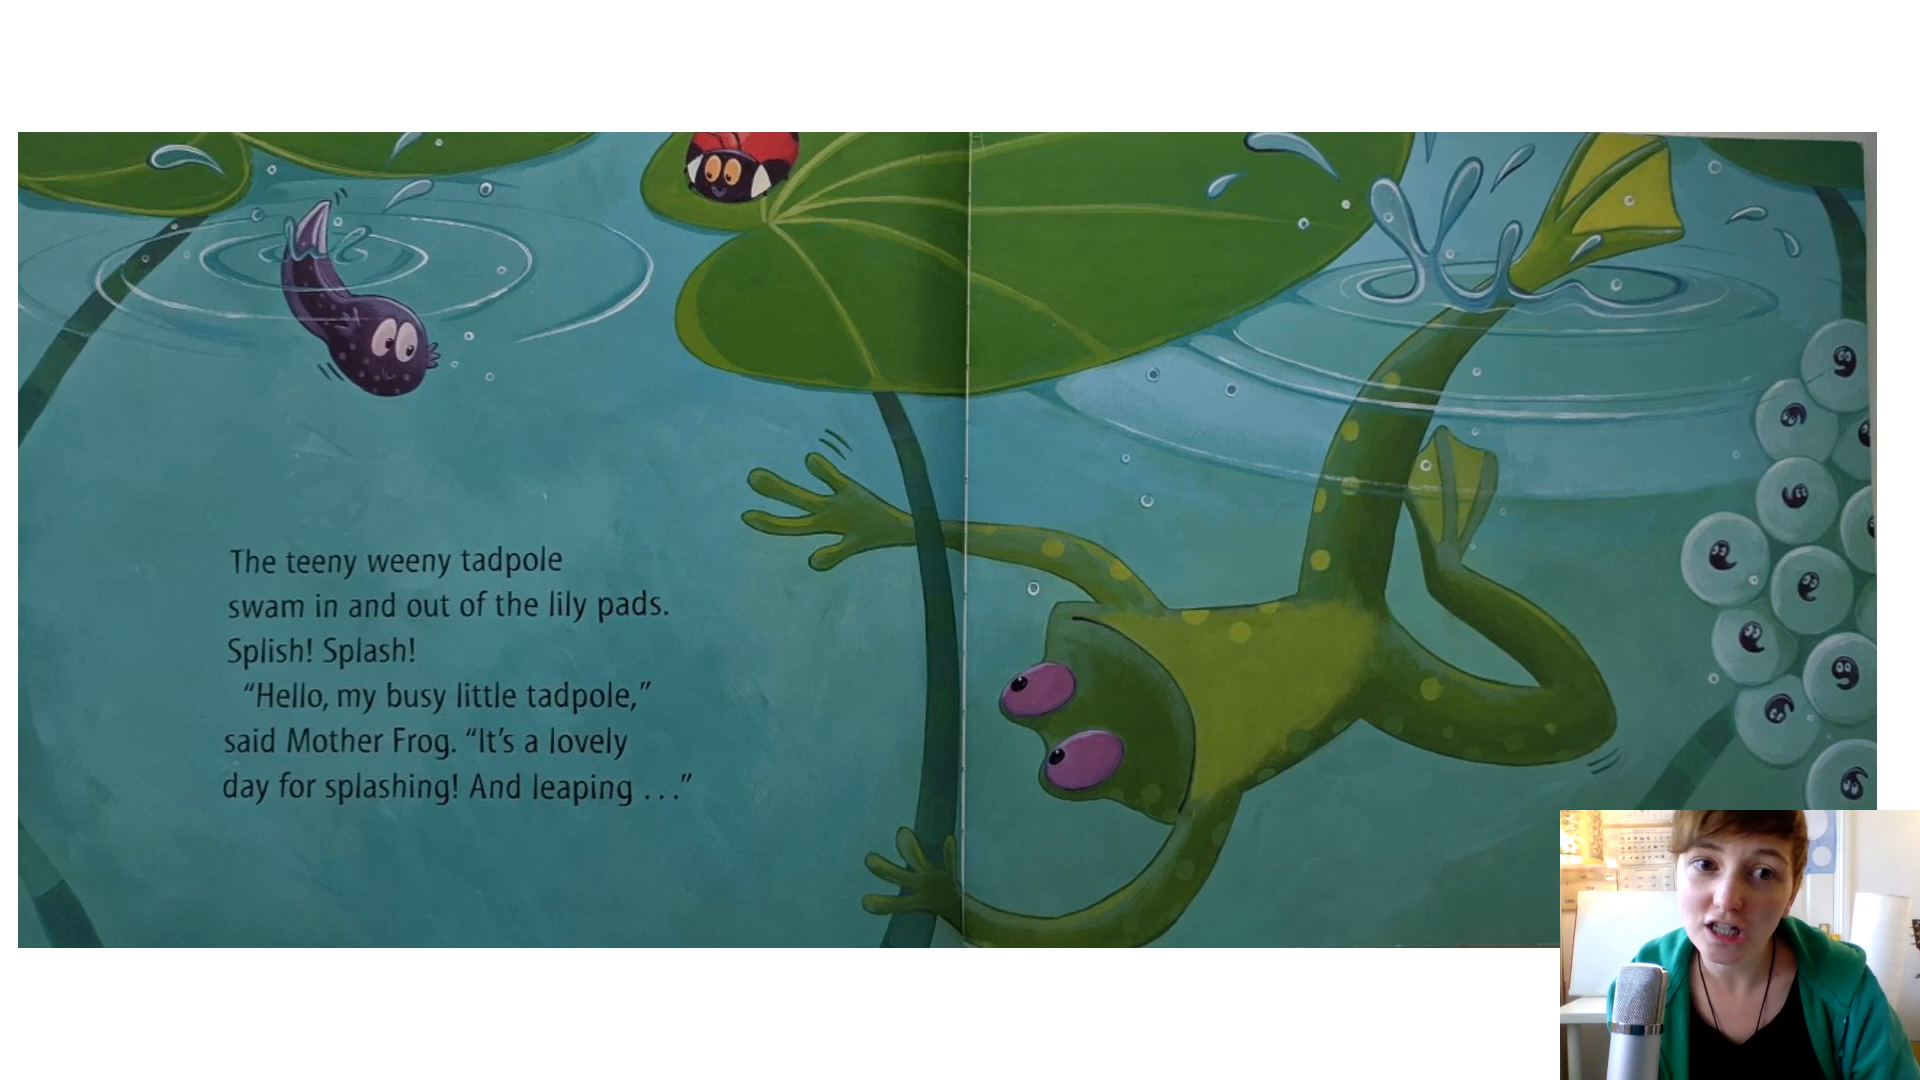 The teeny weeny tadpole
swam in and out of the lily pads.
Splish! Splash!
“Hello, my busy little tadpole,”
said Mother Frog. “It’s a lovely
day for splashing! And leaping . . .”